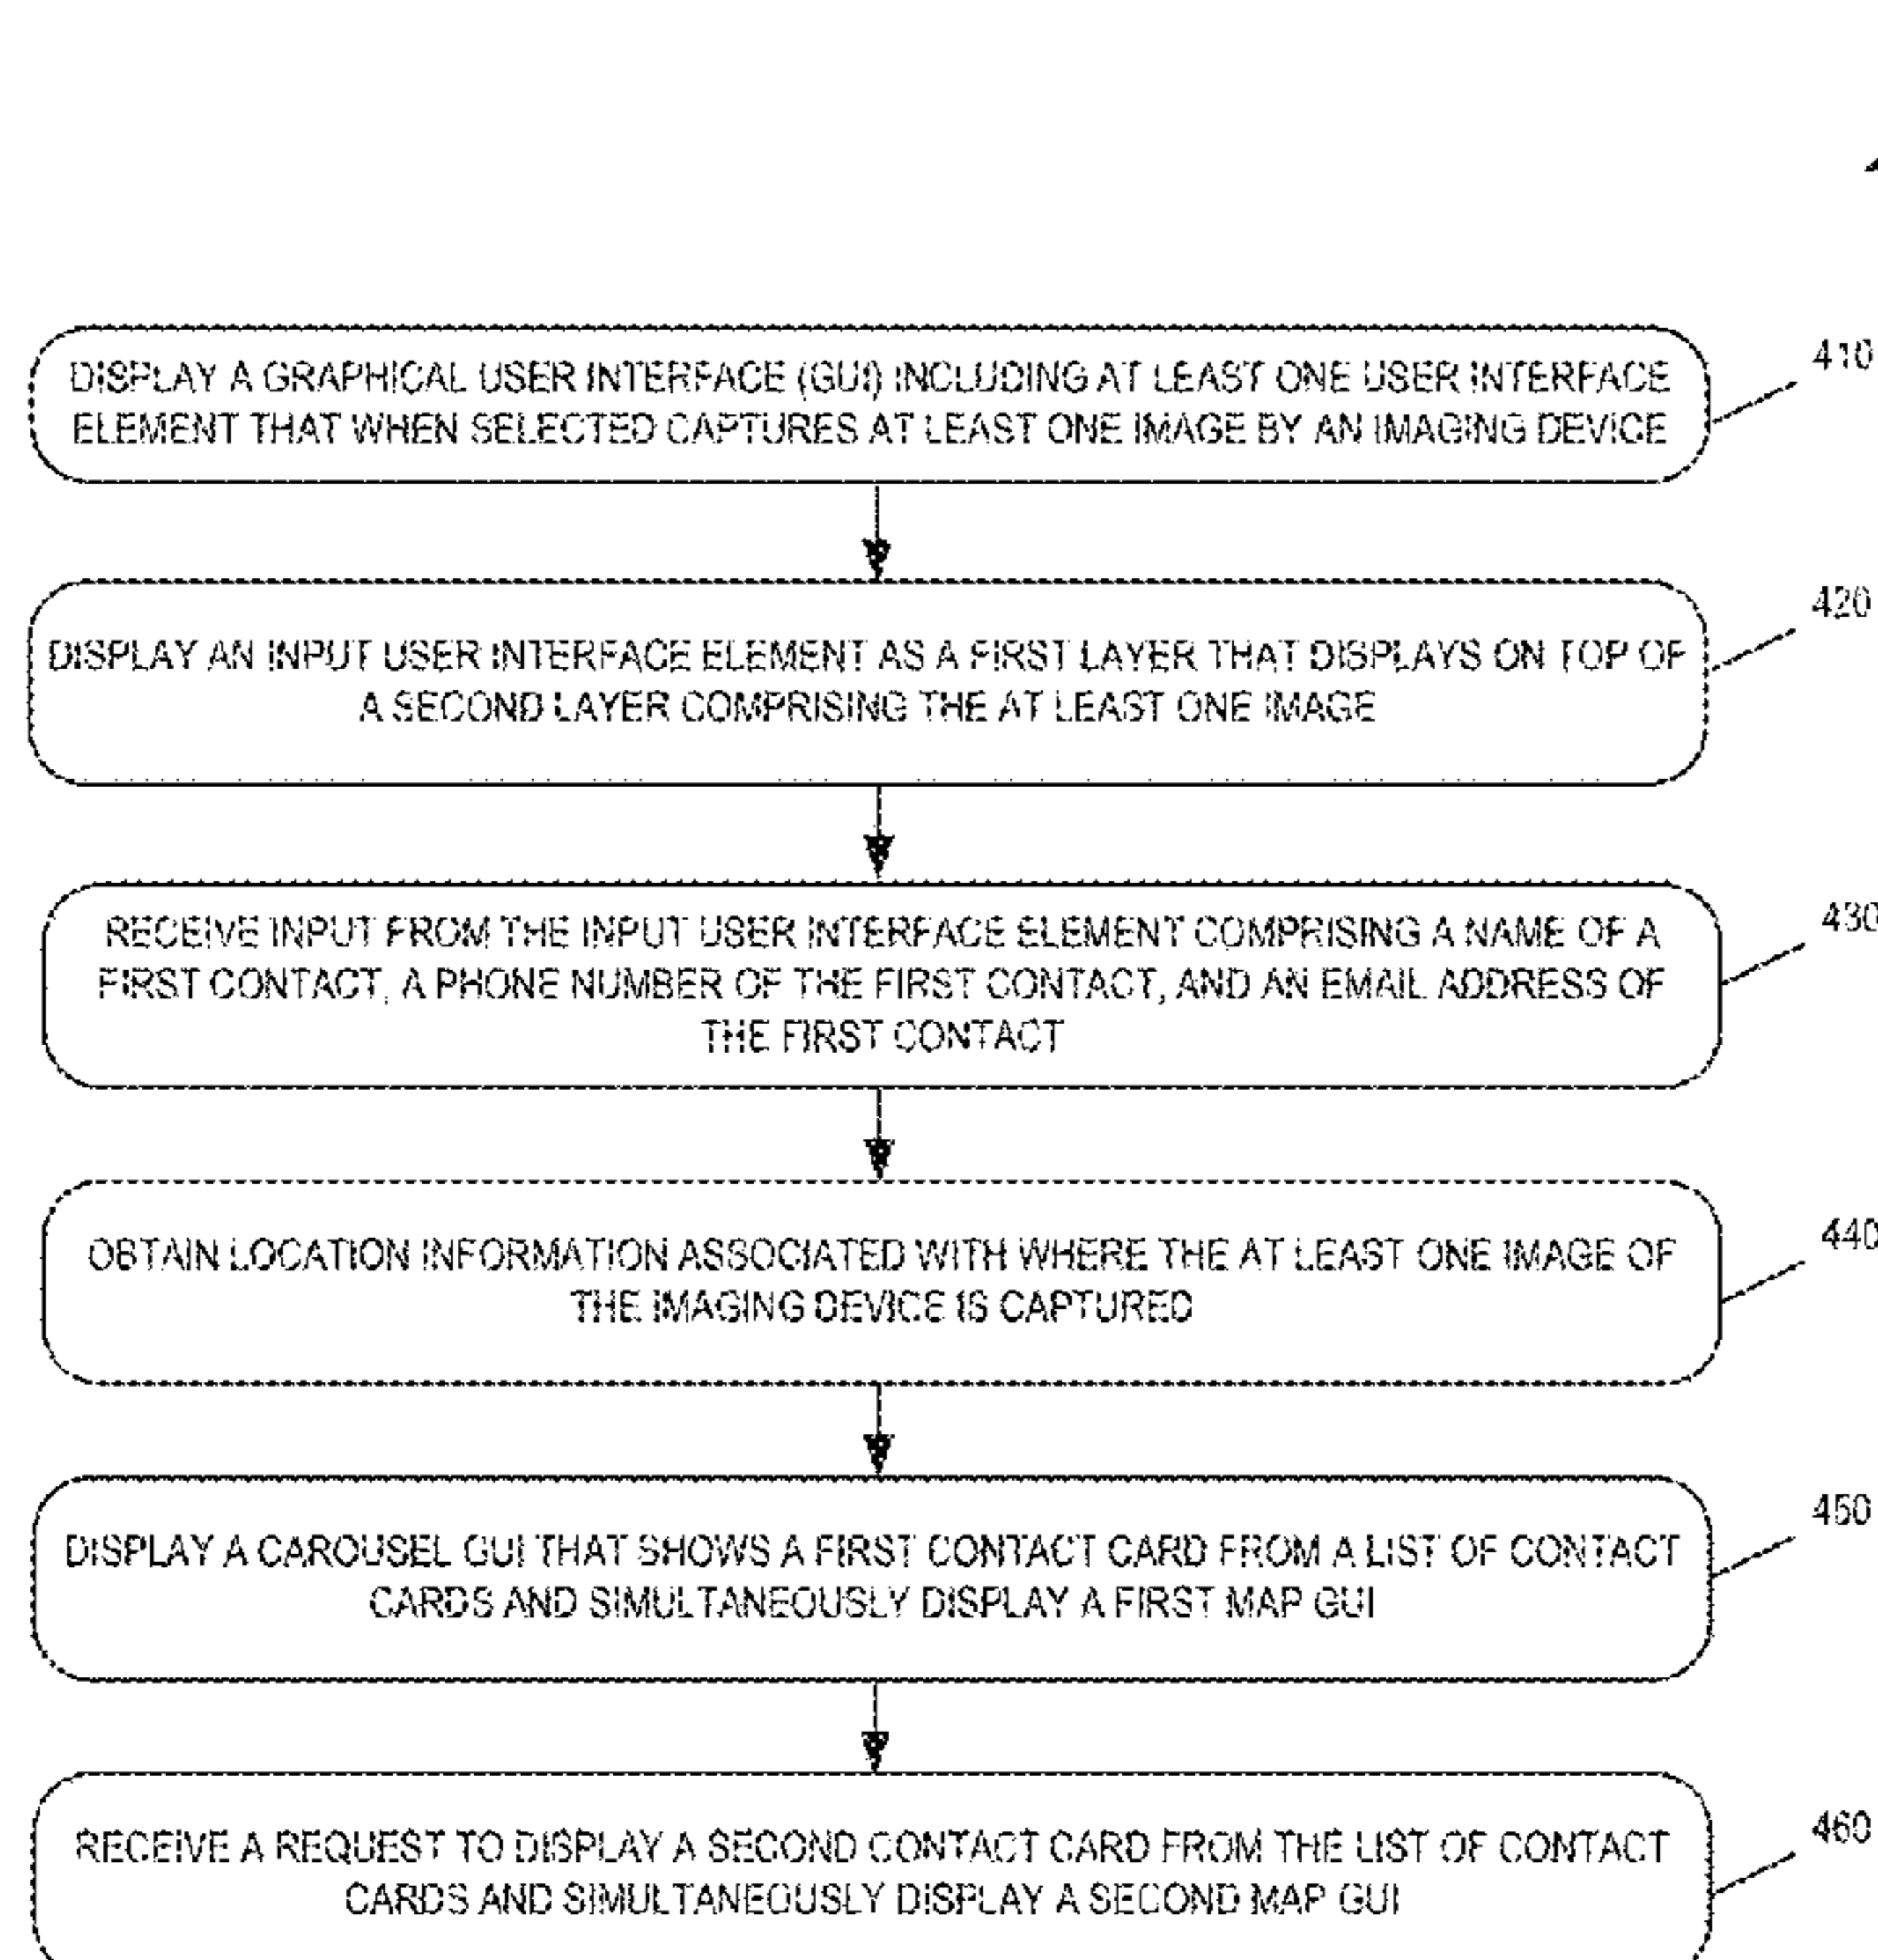 DISPLAY A GRAPHICAL USER INTERFACE (GUI) INCLUDING AT LEAST ONE USER INTERFACE
ELEMENT THAT WHEN SELECTED CAPTURES AT LEAST ONE IMAGE BY AN IMAGING DEVICE
410
DISPLAY AN INPUT USER INTERFACE ELEMENT AS A FIRST LAYER THAT DISPLAYS ON TOP OF
A SECOND LAYER COMPRISING THE AT LEAST ONE IMAGE
420
RECEIVE INPUT FROM THE INPUT USER INTERFACE ELEMENT COMPRISING A NAME OF A
FIRST CONTACT, A PHONE NUMBER OF THE FIRST CONTACT, AND AN EMAIL ADDRESS OF
THE FIRST CONTACT
430
OBTAIN LOCATION INFORMATION ASSOCIATED WITH WHERE THE AT LEAST ONE IMAGE OF
THE IMAGING DEVICE IS CAPTURED
440
DISPLAY A CAROUSEL GUI THAT SHOWS A FIRST CONTACT CARD FROM A LIST OF CONTACT
CARDS AND SIMULTANEOUSLY DISPLAY A FIRST MAP GUI
450
RECEIVE A REQUEST TO DISPLAY A SECOND CONTACT CARD FROM THE LIST OF CONTACT
CARDS AND SIMULTANEOUSLY DISPLAY A SECOND MAP GUI
460